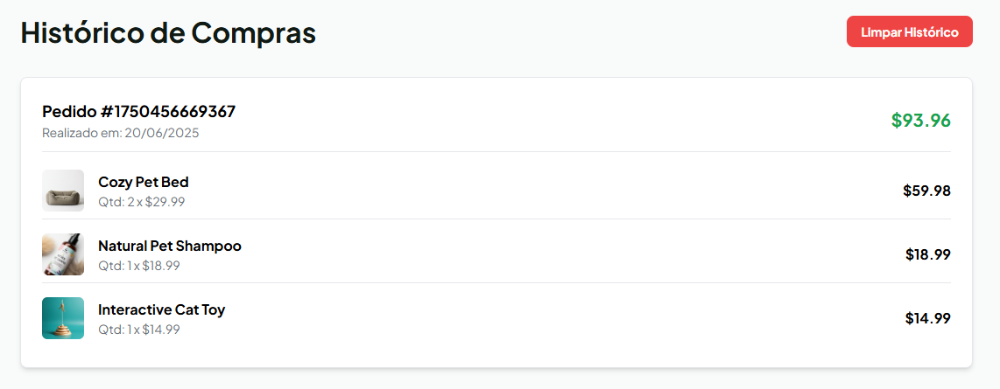 Histórico de Compras
Limpar Histórico
Pedido #1750456669367
$93.96
Realizado em: 20/06/2025
Cozy Pet Bed
Qtd: 2 x $29.99
$59.98
Natural Pet Shampoo
Qtd: 1 x $18.99
$18.99
Interactive Cat Toy
Qtd: 1 x $14.99
$14.99